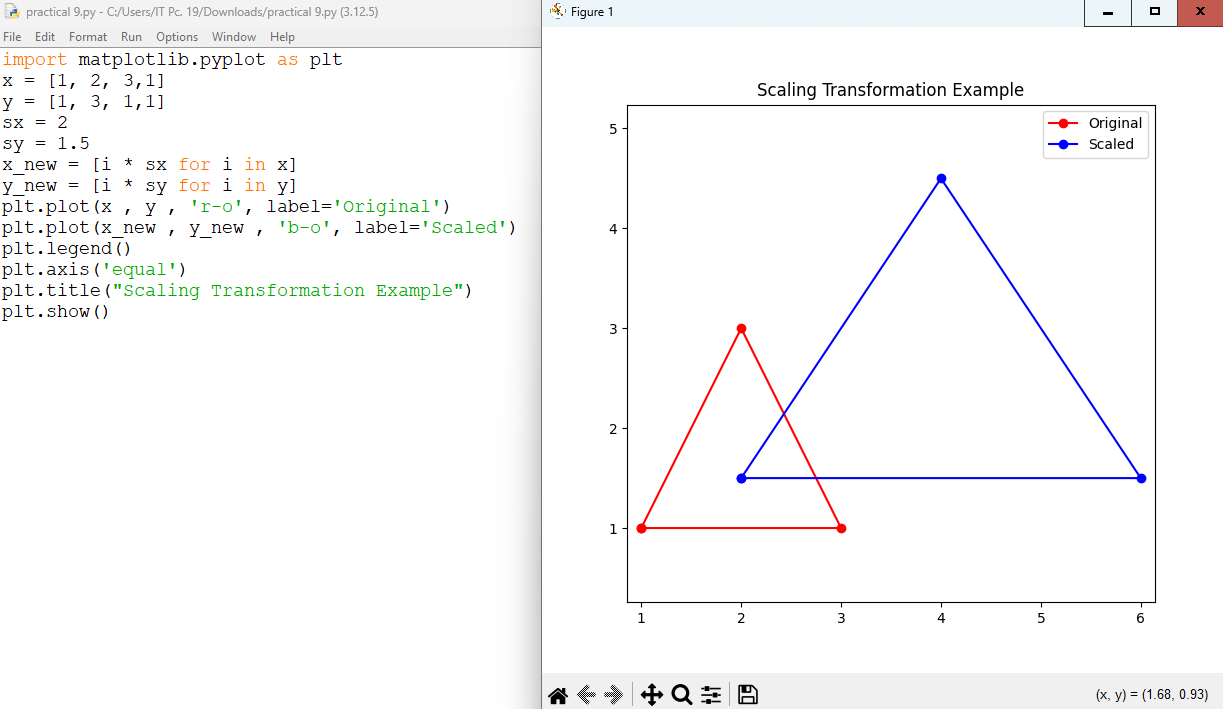 practical 9.py - C:/Users/IT Pc. 19/Downloads/practical 9.py (3.12.5)
File Edit Format Run Options Window Help
import matplotlib.pyplot as plt
x = [1, 2, 3,1]
y = [1, 3, 1,1]
sx = 2
sy = 1.5
x_new = [i * sx for i in x]
y_new = [i * sy for i in y]
plt.plot(x , y , 'r-o', label='Original')
plt.plot(x_new , y_new , 'b-o', label='Scaled')
plt.legend()
plt.axis('equal')
plt.title("Scaling Transformation Example")
plt.show()
Figure 1
Scaling Transformation Example
Original
Scaled
5
4
3
2
1
1 2 3 4 5 6
(x, y) = (1.68, 0.93)